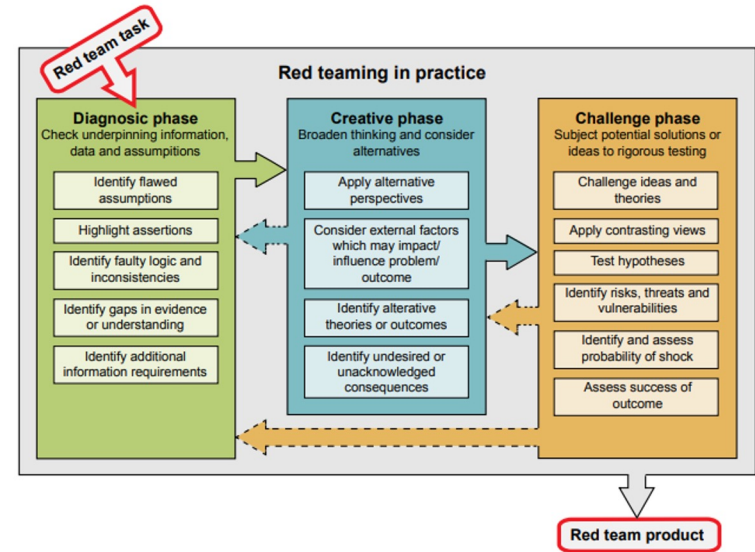 Red team task
Red teaming in practice
Diagnosic phase
Check underpinning information,
data and assumpitions
Identify flawed
assumptions
Highlight assertions
Identify faulty logic and
inconsistencies
Identify gaps in evidence
or understanding
Identify additional
information requirements
Creative phase
Broaden thinking and consider
alternatives
Apply alternative
perspectives
Consider external factors
which may impact/
influence problem/
outcome
Identify alterative
theories or outcomes
Identify undesired or
unacknowledged
consequences
Challenge phase
Subject potential solutions or
ideas to rigorous testing
Challenge ideas and
theories
Apply contrasting views
Test hypotheses
Identify risks, threats and
vulnerabilities
Identify and assess
probability of shock
Assess success of
outcome
Red team product